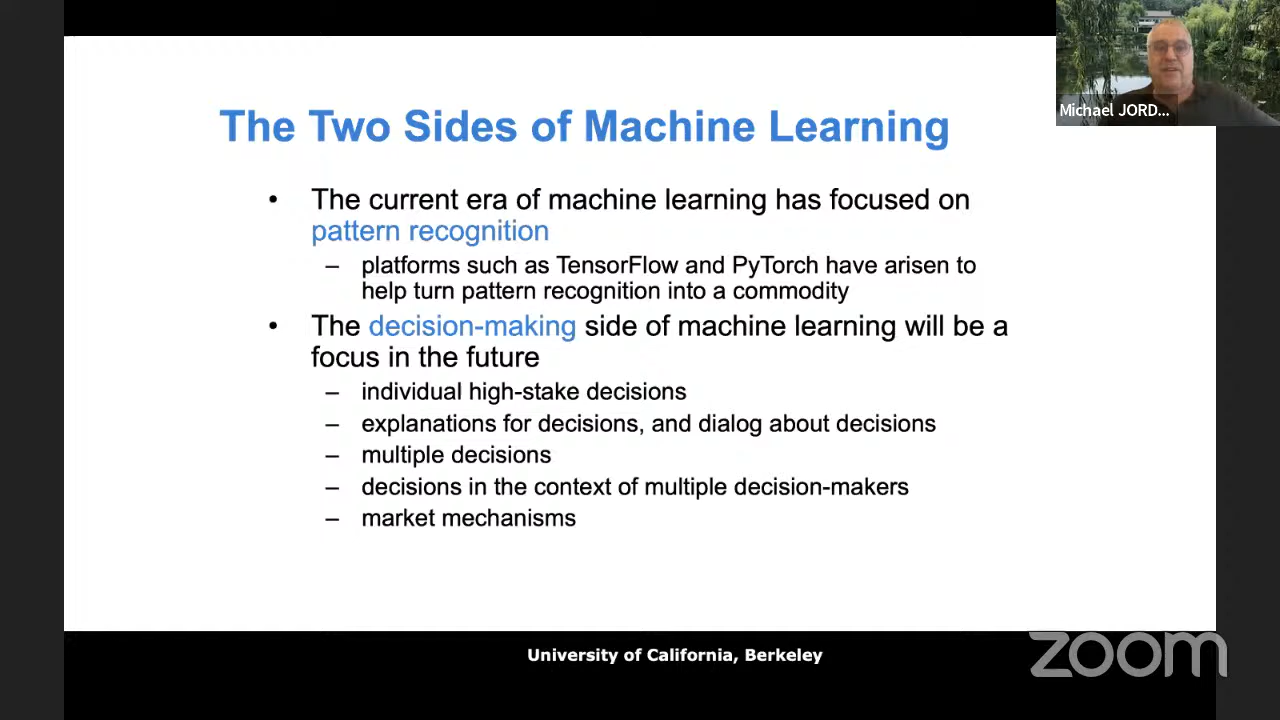 Michael JORD...
The Two Sides of Machine Learning
• The current era of machine learning has focused on
pattern recognition
– platforms such as TensorFlow and PyTorch have arisen to
help turn pattern recognition into a commodity
• The decision-making side of machine learning will be a
focus in the future
– individual high-stake decisions
– explanations for decisions, and dialog about decisions
– multiple decisions
– decisions in the context of multiple decision-makers
– market mechanisms
University of California, Berkeley
zoom